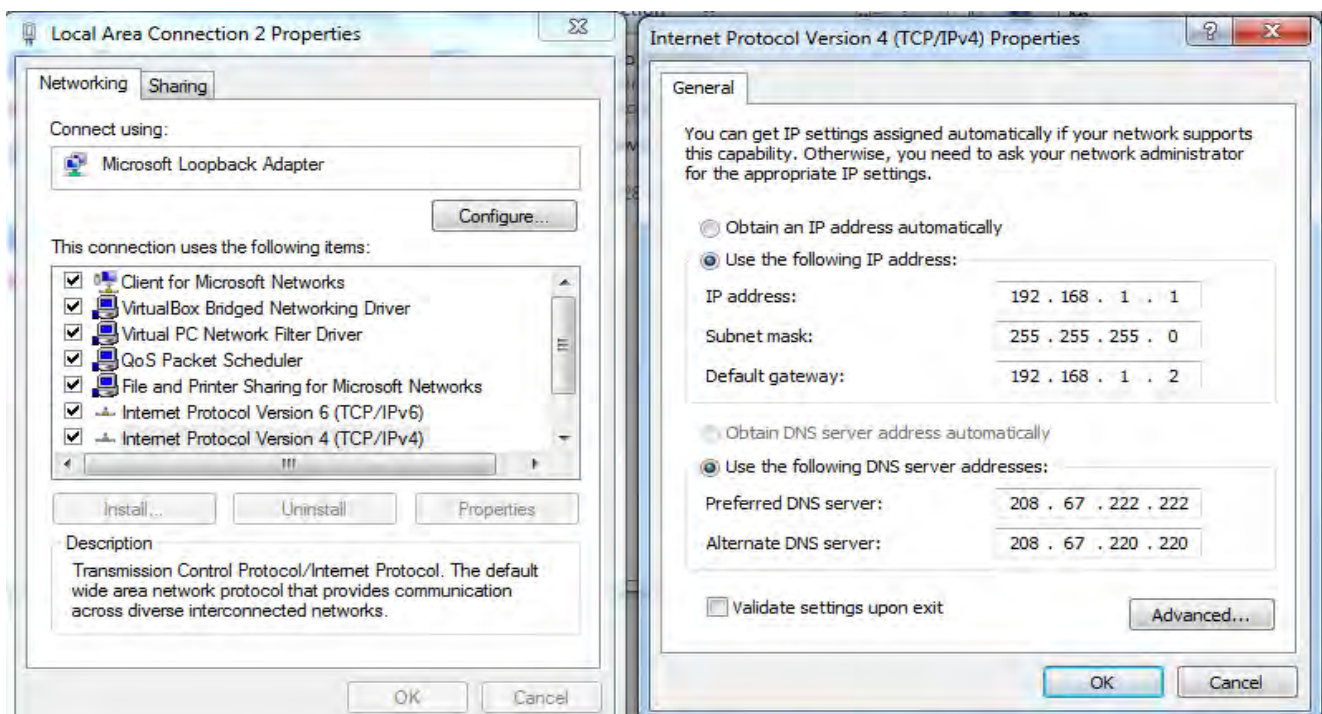 Local Area Connection 2 Properties
Networking
Sharing
Connect using:
Microsoft Loopback Adapter
Configure...
This connection uses the following items:
Client for Microsoft Networks
VirtualBox Bridged Networking Driver
Virtual PC Network Filter Driver
QoS Packet Scheduler
File and Printer Sharing for Microsoft Networks
Internet Protocol Version 6 (TCP/IPv6)
Internet Protocol Version 4 (TCP/IPv4)
Install...
Uninstall
Properties
Description
Transmission Control Protocol/Internet Protocol. The default
wide area network protocol that provides communication
across diverse interconnected networks.
OK
Cancel
Internet Protocol Version 4 (TCP/IPv4) Properties
General
You can get IP settings assigned automatically if your network supports
this capability. Otherwise, you need to ask your network administrator
for the appropriate IP settings.
Obtain an IP address automatically
Use the following IP address:
IP address: 192 . 168 . 1 . 1
Subnet mask: 255 . 255 . 255 . 0
Default gateway: 192 . 168 . 1 . 2
Obtain DNS server address automatically
Use the following DNS server addresses:
Preferred DNS server: 208 . 67 . 222 . 222
Alternate DNS server: 208 . 67 . 220 . 220
Validate settings upon exit
Advanced...
OK
Cancel